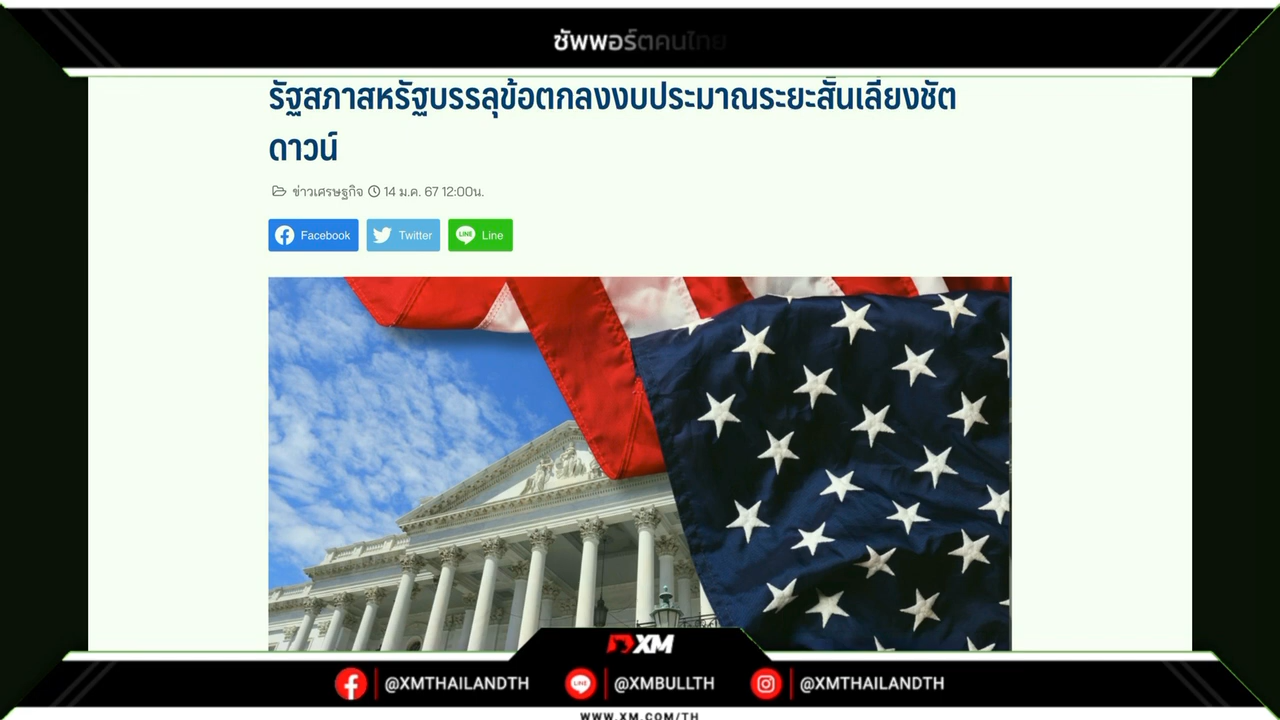 ซัพพอร์ตคนไทย
รัฐสภาสหรัฐบรรลุข้อตกลงงบประมาณระยะสั้นเลี่ยงชัต
ดาวน์
ข่าวเศรษฐกิจ 14 ม.ค. 67 12:00น.
Facebook Twitter LINE Line
XM
@XMTHAILANDTH LINE @XMBULLTH @XMTHAILANDTH
WWW.XM.COM/TH